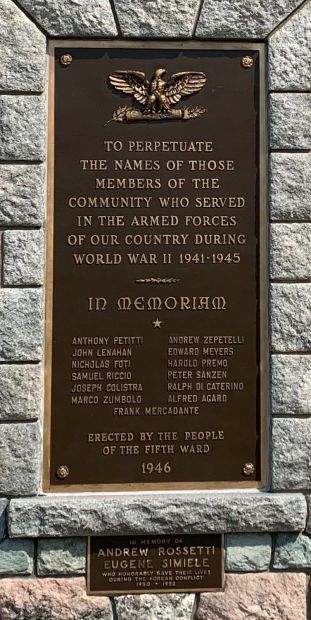 TO PERPETUATE
THE NAMES OF THOSE
MEMBERS OF THE
COMMUNITY WHO SERVED
IN THE ARMED FORCES
OF OUR COUNTRY DURING
WORLD WAR II 1941-1945
IN MEMORIAM
ANTHONY PETITTI ANDREW ZEPETELLI
JOHN LENAHAN EDWARD MEYERS
NICHOLAS FOTI HAROLD PREMO
SAMUEL RICCIO PETER SANZEN
JOSEPH COLISTRA RALPH DI CATERINO
MARCO ZUMBOLO ALFRED AGARD
FRANK MERCADANTE
ERECTED BY THE PEOPLE
OF THE FIFTH WARD
1946
IN MEMORY OF
ANDREW ROSSETTI
EUGENE SIMIELE
WHO HONORABLY GAVE THEIR LIVES
DURING THE KOREAN CONFLICT
1950 • 1952